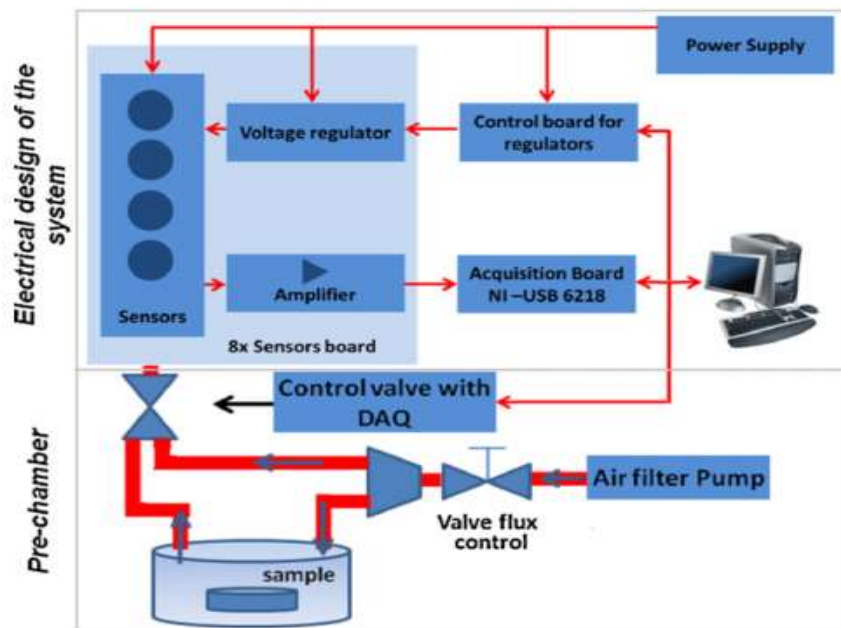 Electrical design of the
system
Power Supply
Voltage regulator
Control board for
regulators
Amplifier
Acquisition Board
NI –USB 6218
Sensors
8x Sensors board
Pre-chamber
Control valve with
DAQ
Air filter Pump
Valve flux
control
sample